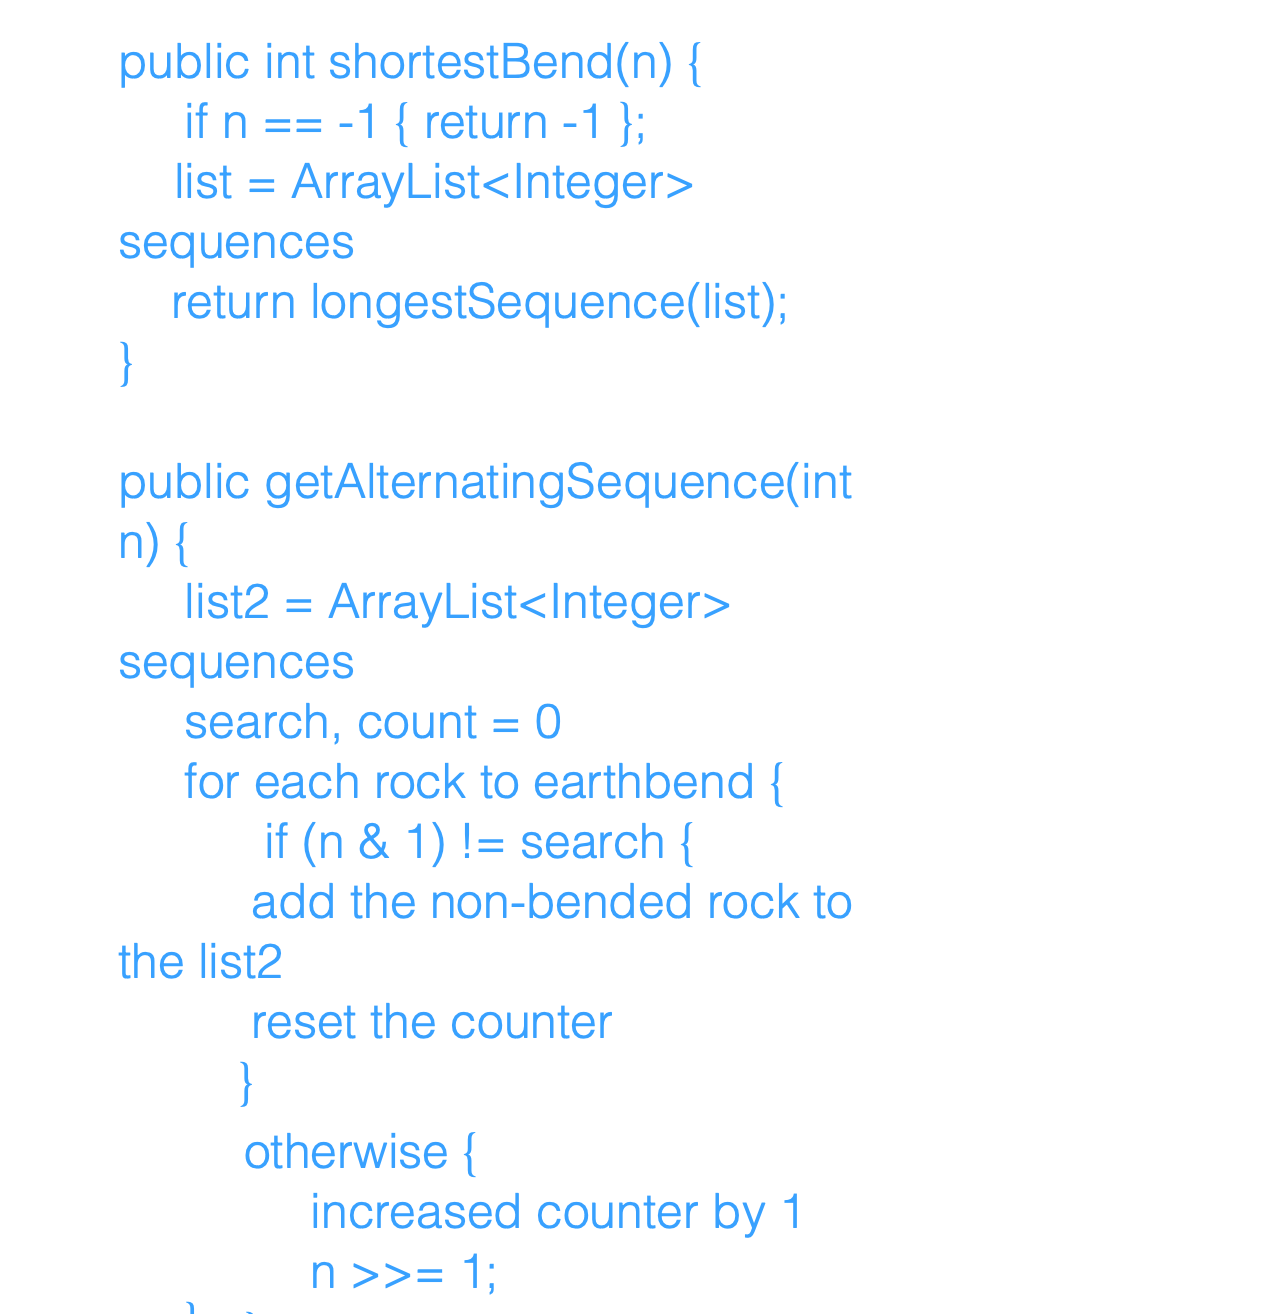 public int shortestBend(n) {
if n == -1 { return -1 };
list = ArrayList<Integer>
sequences
return longestSequence(list);
}
public getAlternatingSequence(int
n) {
list2 = ArrayList<Integer>
sequences
search, count = 0
for each rock to earthbend {
if (n & 1) != search {
add the non-bended rock to
the list2
reset the counter
}
otherwise {
increased counter by 1
n >>= 1;